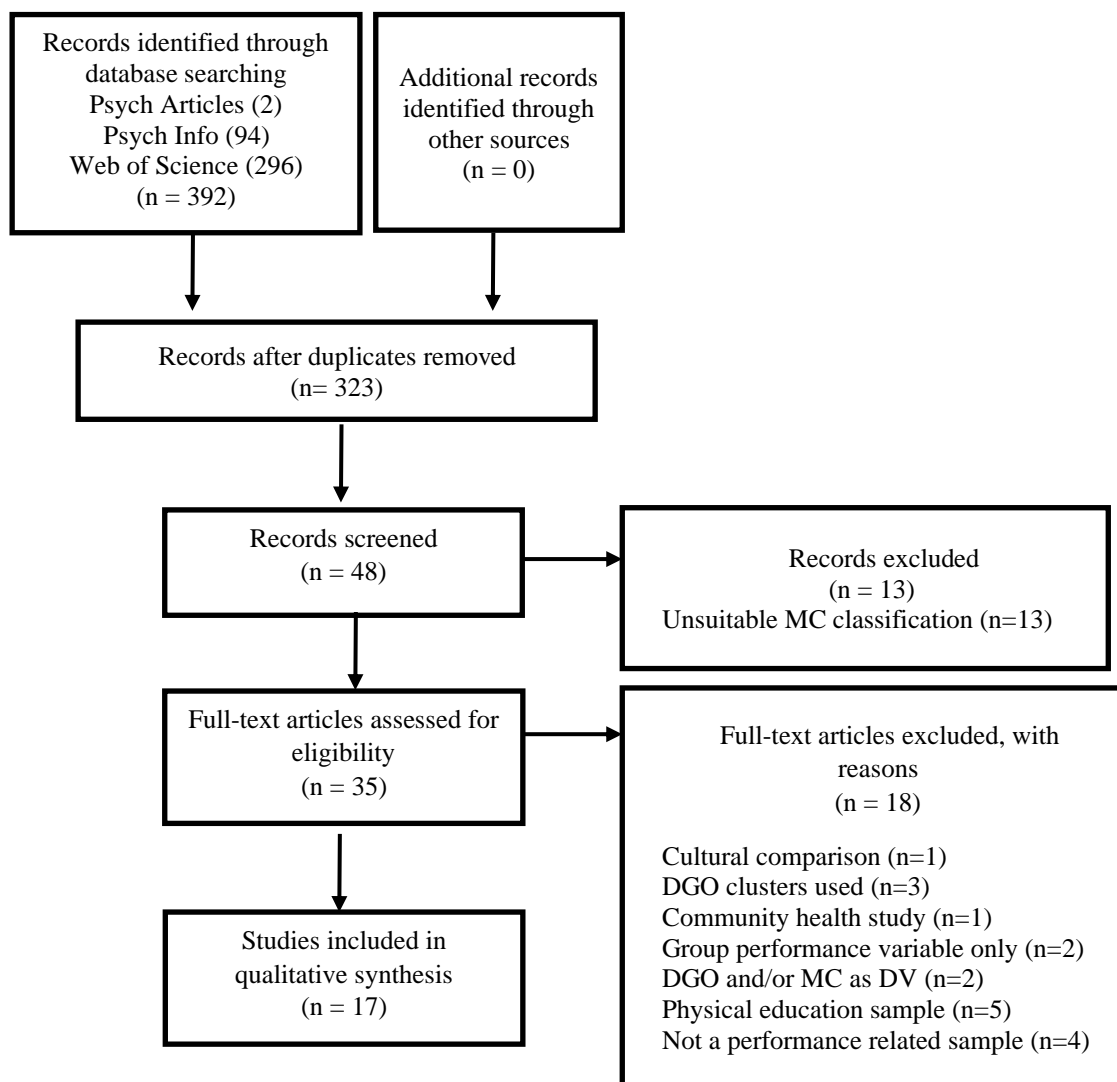 Records identified through
database searching
Psych Articles (2)
Psych Info (94)
Web of Science (296)
(n = 392)
Additional records
identified through
other sources
(n = 0)
Records after duplicates removed
(n= 323)
Records screened
(n = 48)
Records excluded
(n = 13)
Unsuitable MC classification (n=13)
Full-text articles assessed for
eligibility
(n = 35)
Full-text articles excluded, with
reasons
(n = 18)
Cultural comparison (n=1)
DGO clusters used (n=3)
Community health study (n=1)
Group performance variable only (n=2)
DGO and/or MC as DV (n=2)
Physical education sample (n=5)
Not a performance related sample (n=4)
Studies included in
qualitative synthesis
(n = 17)